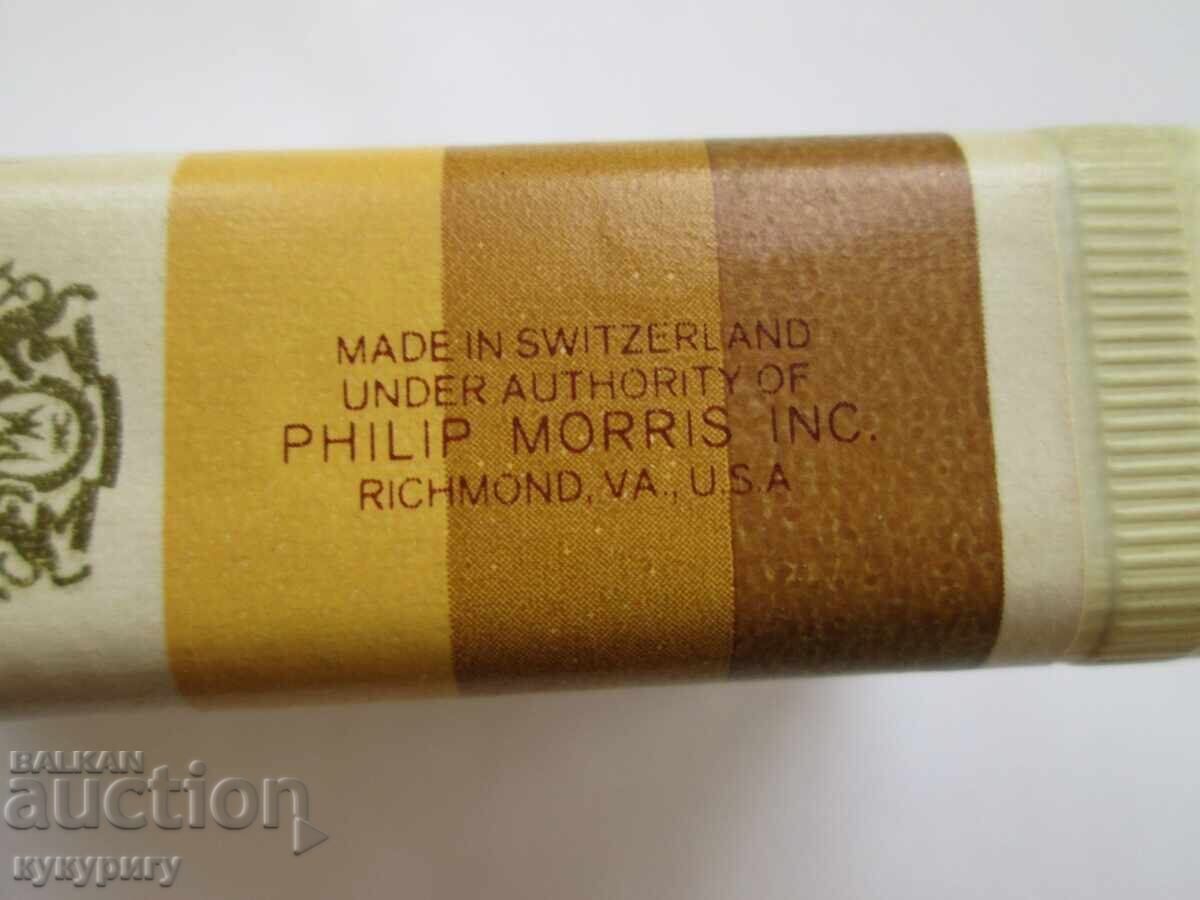 MADE IN SWITZERLAND
UNDER AUTHORITY OF
PHILIP MORRIS INC.
RICHMOND, VA., U.S.A
BALKAN
auction
кукуригу